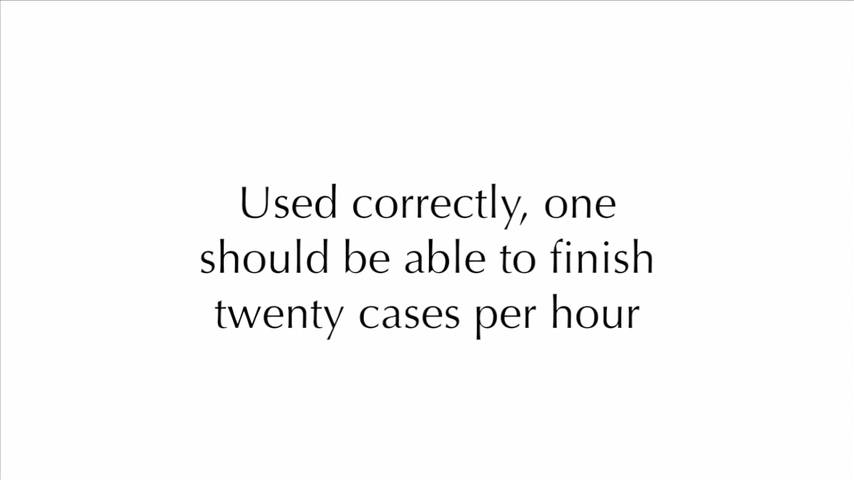 Used correctly, one
should be able to finish
twenty cases per hour